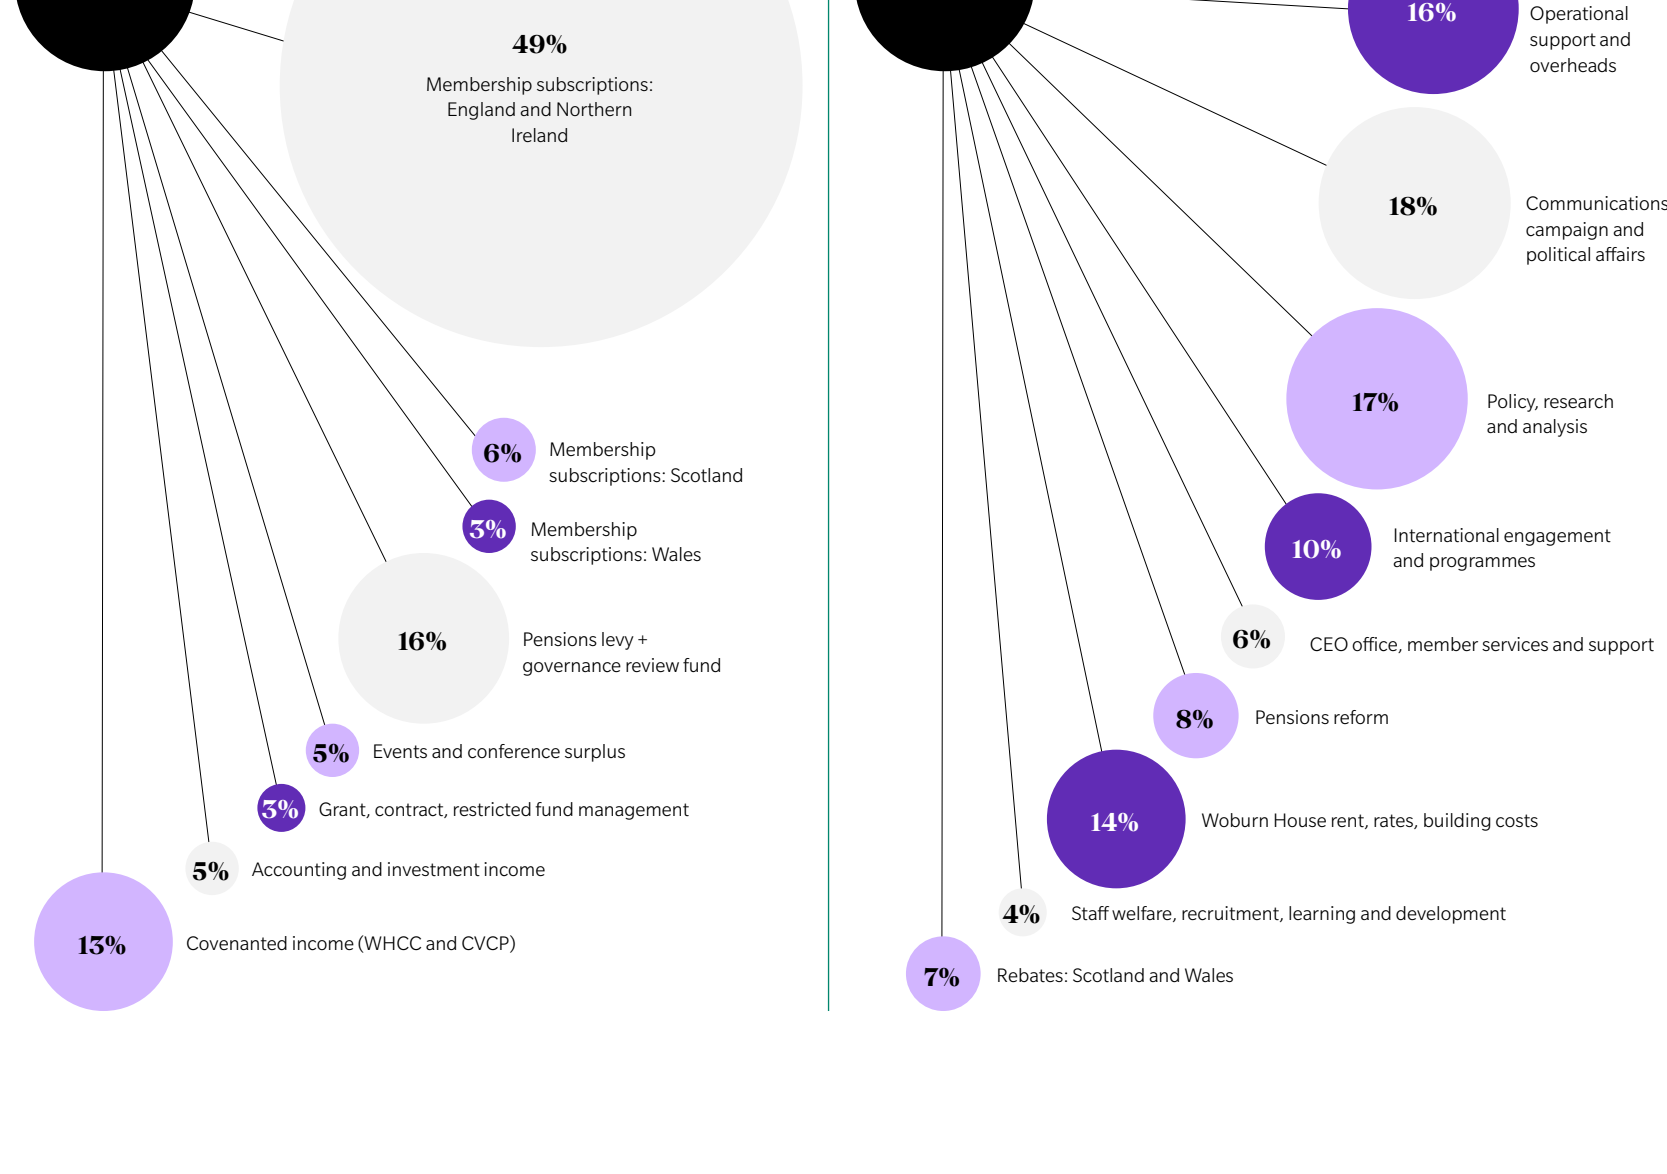 49%
Membership subscriptions:
England and Northern
Ireland
6%
Membership
subscriptions: Scotland
3%
Membership
subscriptions: Wales
16%
Pensions levy +
governance review fund
5%
Events and conference surplus
3%
Grant, contract, restricted fund management
5%
Accounting and investment income
13%
Covenanted income (WHCC and CVCP)
16%
Operational
support and
overheads
18%
Communications
campaign and
political affairs
17%
Policy, research
and analysis
10%
International engagement
and programmes
6%
CEO office, member services and support
8%
Pensions reform
14%
Woburn House rent, rates, building costs
4%
Staff welfare, recruitment, learning and development
7%
Rebates: Scotland and Wales